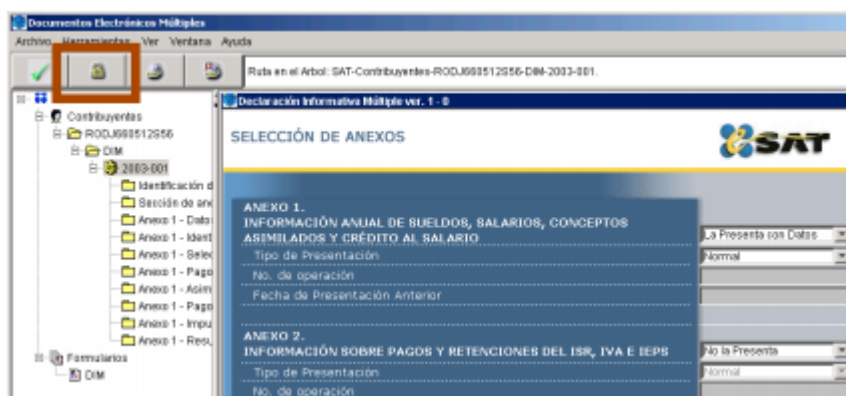 Documentos Electrónicos Múltiples
Archivo Herramientas Ver Ventana Ayuda
Ruta en el Arbol: SAT-Contribuyentes-RODJ660512S56-DIM-2003-001.
Contribuyentes
RODJ660512S56
DIM
2003-001
Identificación d
Sección de ane
Anexo 1 - Dato
Anexo 1 - Ident
Anexo 1 - Selec
Anexo 1 - Pago
Anexo 1 - Asim
Anexo 1 - Pago
Anexo 1 - Impu
Anexo 1 - Resu
Formularios
DIM
Declaración Informativa Múltiple ver. 1 - 0
SELECCIÓN DE ANEXOS
SAT
ANEXO 1.
INFORMACIÓN ANUAL DE SUELDOS, SALARIOS, CONCEPTOS
ASIMILADOS Y CRÉDITO AL SALARIO
La Presenta con Datos
Tipo de Presentación
Normal
No. de operación
Fecha de Presentación Anterior
ANEXO 2.
INFORMACIÓN SOBRE PAGOS Y RETENCIONES DEL ISR, IVA E IEPS
No la Presenta
Tipo de Presentación
Normal
No. de operación